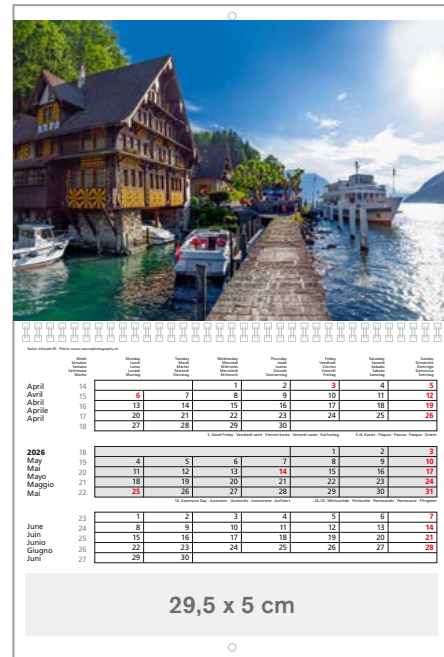 Week Monday Tuesday Wednesday Thursday Friday Saturday Sunday
Semaine Lundi Mardi Mercredi Jeudi Vendredi Samedi Dimanche
Semana Lunes Martes Miércoles Jueves Viernes Sábado Domingo
Settimana Lunedì Martedì Mercoledì Giovedì Venerdì Sabato Domenica
Woche Montag Dienstag Mittwoch Donnerstag Freitag Samstag Sonntag
April 14 1 2 3 4 5
Avril 15 6 7 8 9 10 11 12
Abril 16 13 14 15 16 17 18 19
Aprile 17 20 21 22 23 24 25 26
April 18 27 28 29 30
2026 18 1 2 3
May 19 4 5 6 7 8 9 10
Mai 20 11 12 13 14 15 16 17
Mayo 21 18 19 20 21 22 23 24
Maggio 22 25 26 27 28 29 30 31
Mai
23 1 2 3 4 5 6 7
June 24 8 9 10 11 12 13 14
Juin 25 15 16 17 18 19 20 21
Junio 26 22 23 24 25 26 27 28
Giugno 27 29 30
Juni
29,5 x 5 cm